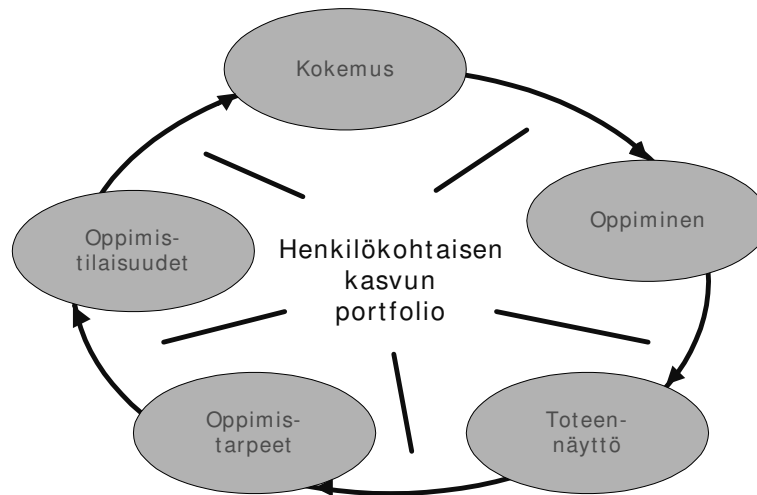 Kokemus
Oppiminen
Oppimis-
tilaisuudet
Henkilökohtaisen
kasvun
portfolio
Oppimis-
tarpeet
Toteen-
näyttö